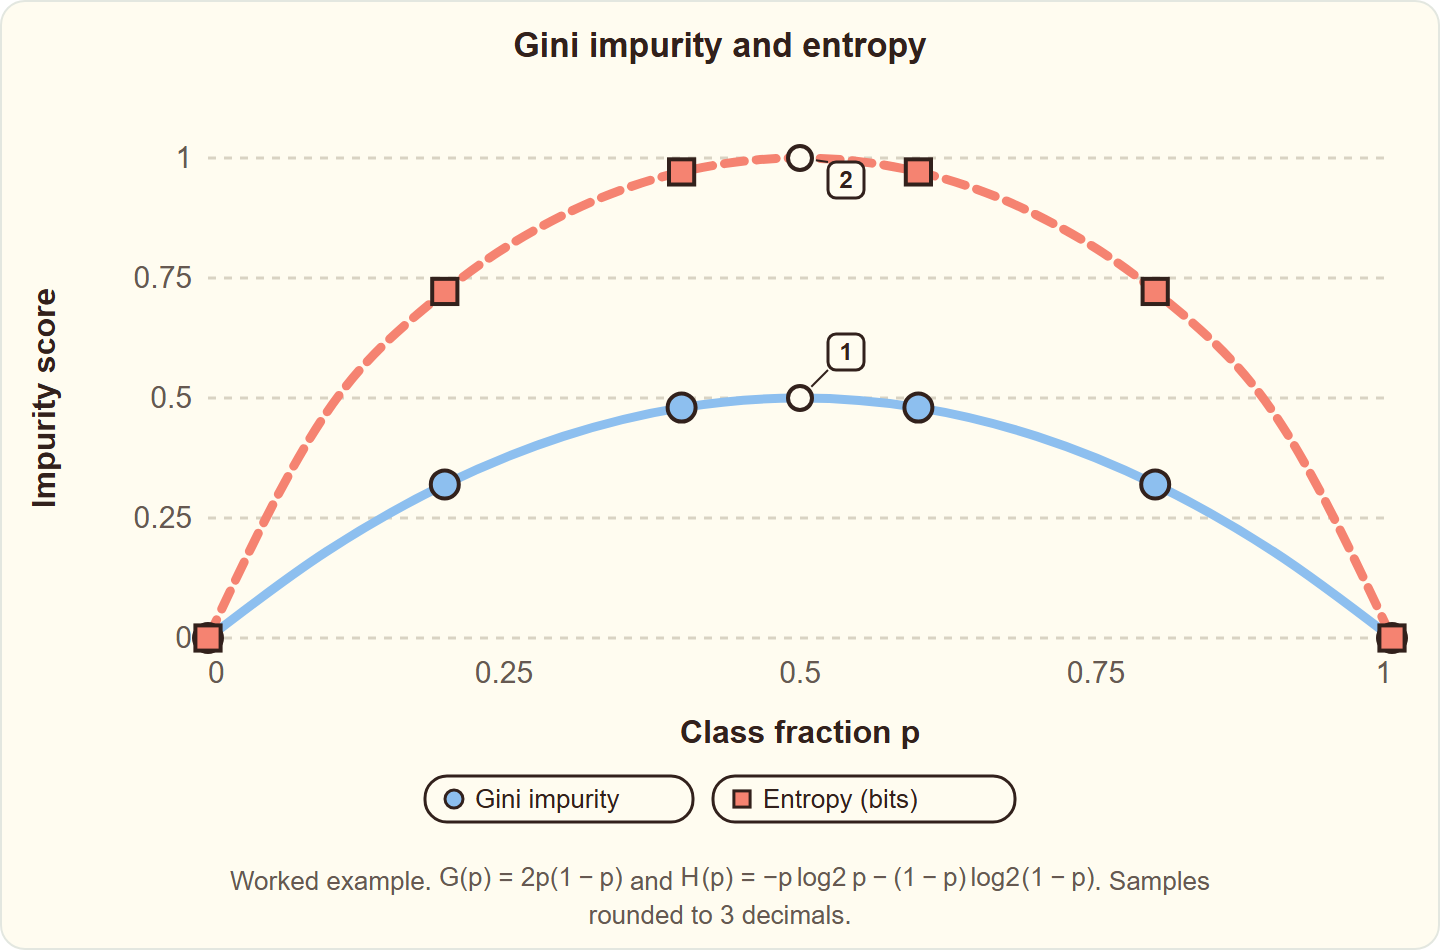 Gini impurity and entropy
1
2
0.75
1
0.5
0.25
0
Impurity score
0 0.25 0.5 0.75 1
Class fraction p
Gini impurity Entropy (bits)
Worked example. G(p) = 2p(1 − p) and H(p) = −p log2 p − (1 − p) log2(1 − p). Samples
rounded to 3 decimals.